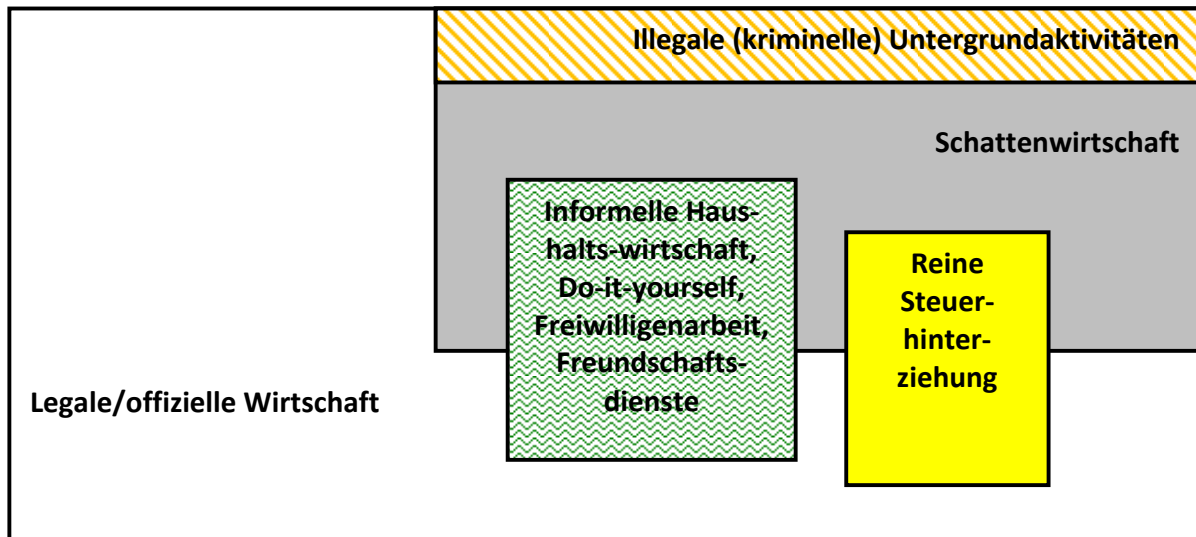 Illegale (kriminelle) Untergrundaktivitäten
Schattenwirtschaft
Informelle Haus-
halts-wirtschaft,
Do-it-yourself,
Freiwilligenarbeit,
Freundschafts-
dienste
Reine
Steuer-
hinter-
ziehung
Legale/offizielle Wirtschaft